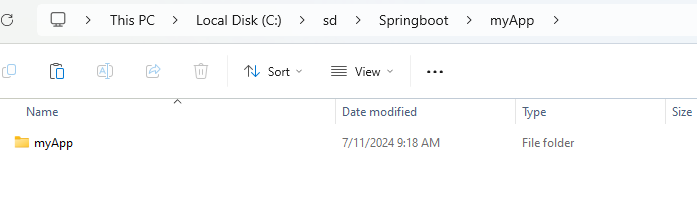 This PC > Local Disk (C:) > sd > Springboot > myApp >
Sort View ...
Name Date modified Type Size
myApp 7/11/2024 9:18 AM File folder